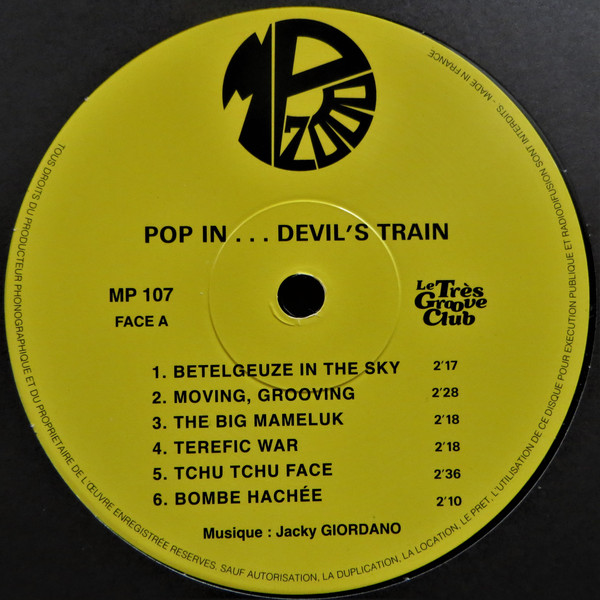 MP 2000
POP IN . . . DEVIL'S TRAIN
MP 107
FACE A
Le Très
Groove
Club
1. BETELGEUZE IN THE SKY 2'17
2. MOVING, GROOVING 2'28
3. THE BIG MAMELUK 2'18
4. TEREFIC WAR 2'18
5. TCHU TCHU FACE 2'36
6. BOMBE HACHÉE 2'10
Musique : Jacky GIORDANO
TOUS DROITS DU PRODUCTEUR PHONOGRAPHIQUE ET DU PROPRIETAIRE DE L'ŒUVRE ENREGISTRÉE RESERVES. SAUF AUTORISATION, LA DUPLICATION, LA LOCATION, LE PRET, L'UTILISATION DE CE DISQUE POUR EXECUTION PUBLIQUE ET RADIODIFUSION SONT INTERDITS - MADE IN FRANCE